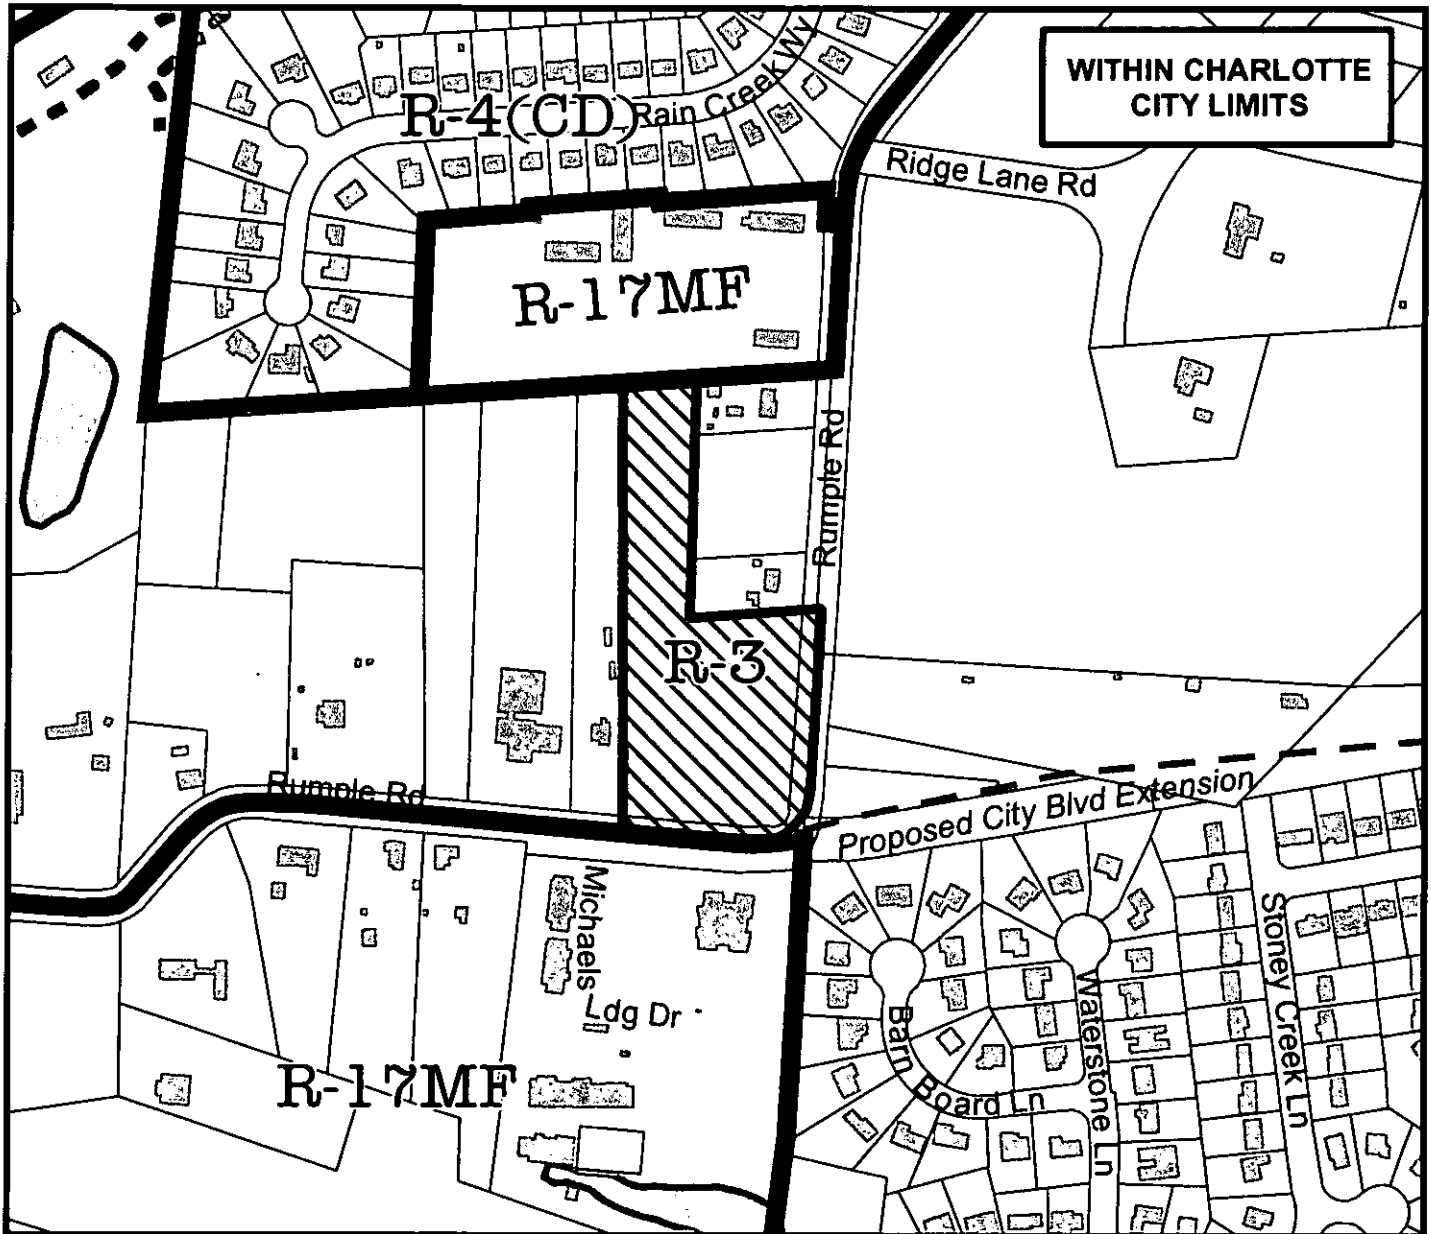 WITHIN CHARLOTTE
CITY LIMITS
R-4(CD)
Rain Creek Wy
Ridge Lane Rd
R-17MF
Rumple Rd
R-3
Rumple Rd
Proposed City Blvd Extension
Michaels
Ldg Dr
Barn
Board Ln
Waterstone Ln
Stoney Creek Ln
R-17MF